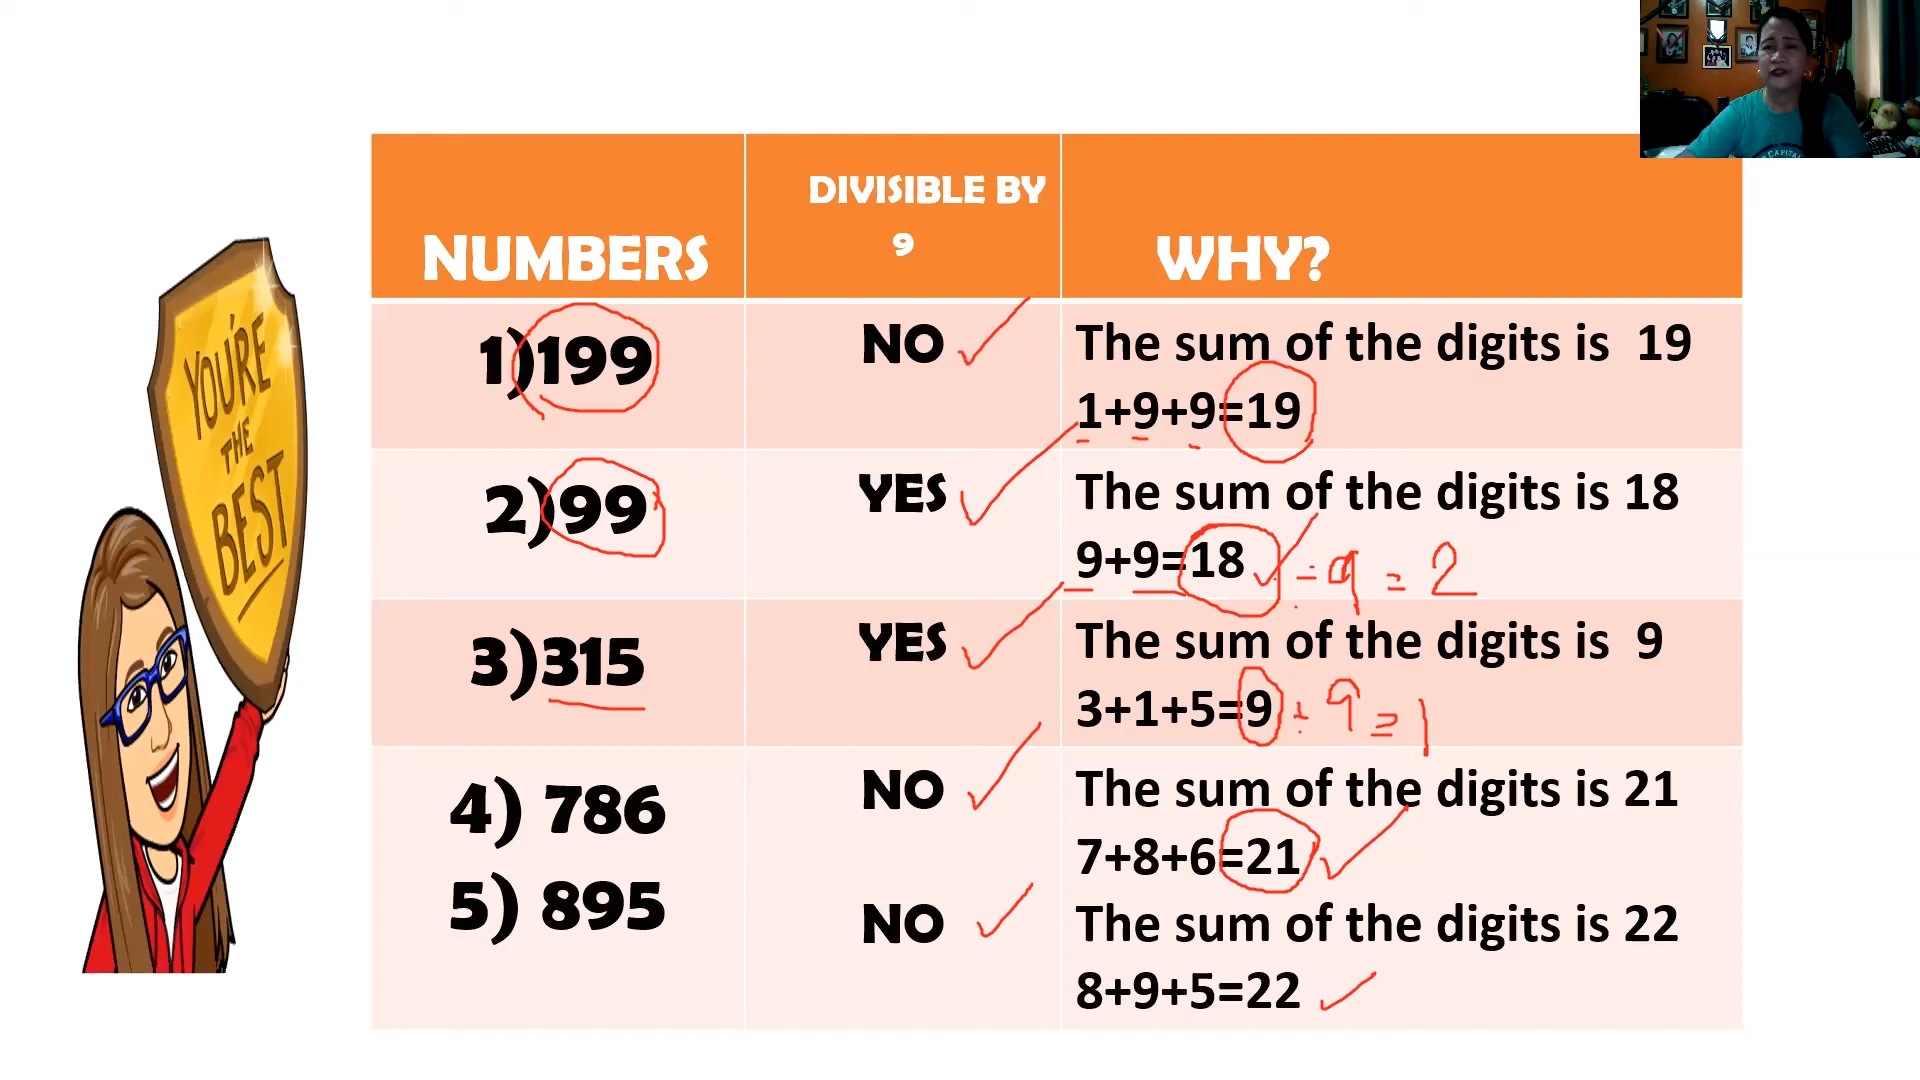 YOU'RE
THE
BEST
NUMBERS
DIVISIBLE BY
9
WHY?
1)199
NO
The sum of the digits is 19
1+9+9=19
2)99
YES
The sum of the digits is 18
9+9=18 ÷ 9 = 2
3)315
YES
The sum of the digits is 9
3+1+5=9 ÷ 9 = 1
4) 786
NO
The sum of the digits is 21
7+8+6=21
5) 895
NO
The sum of the digits is 22
8+9+5=22
CAPITAL